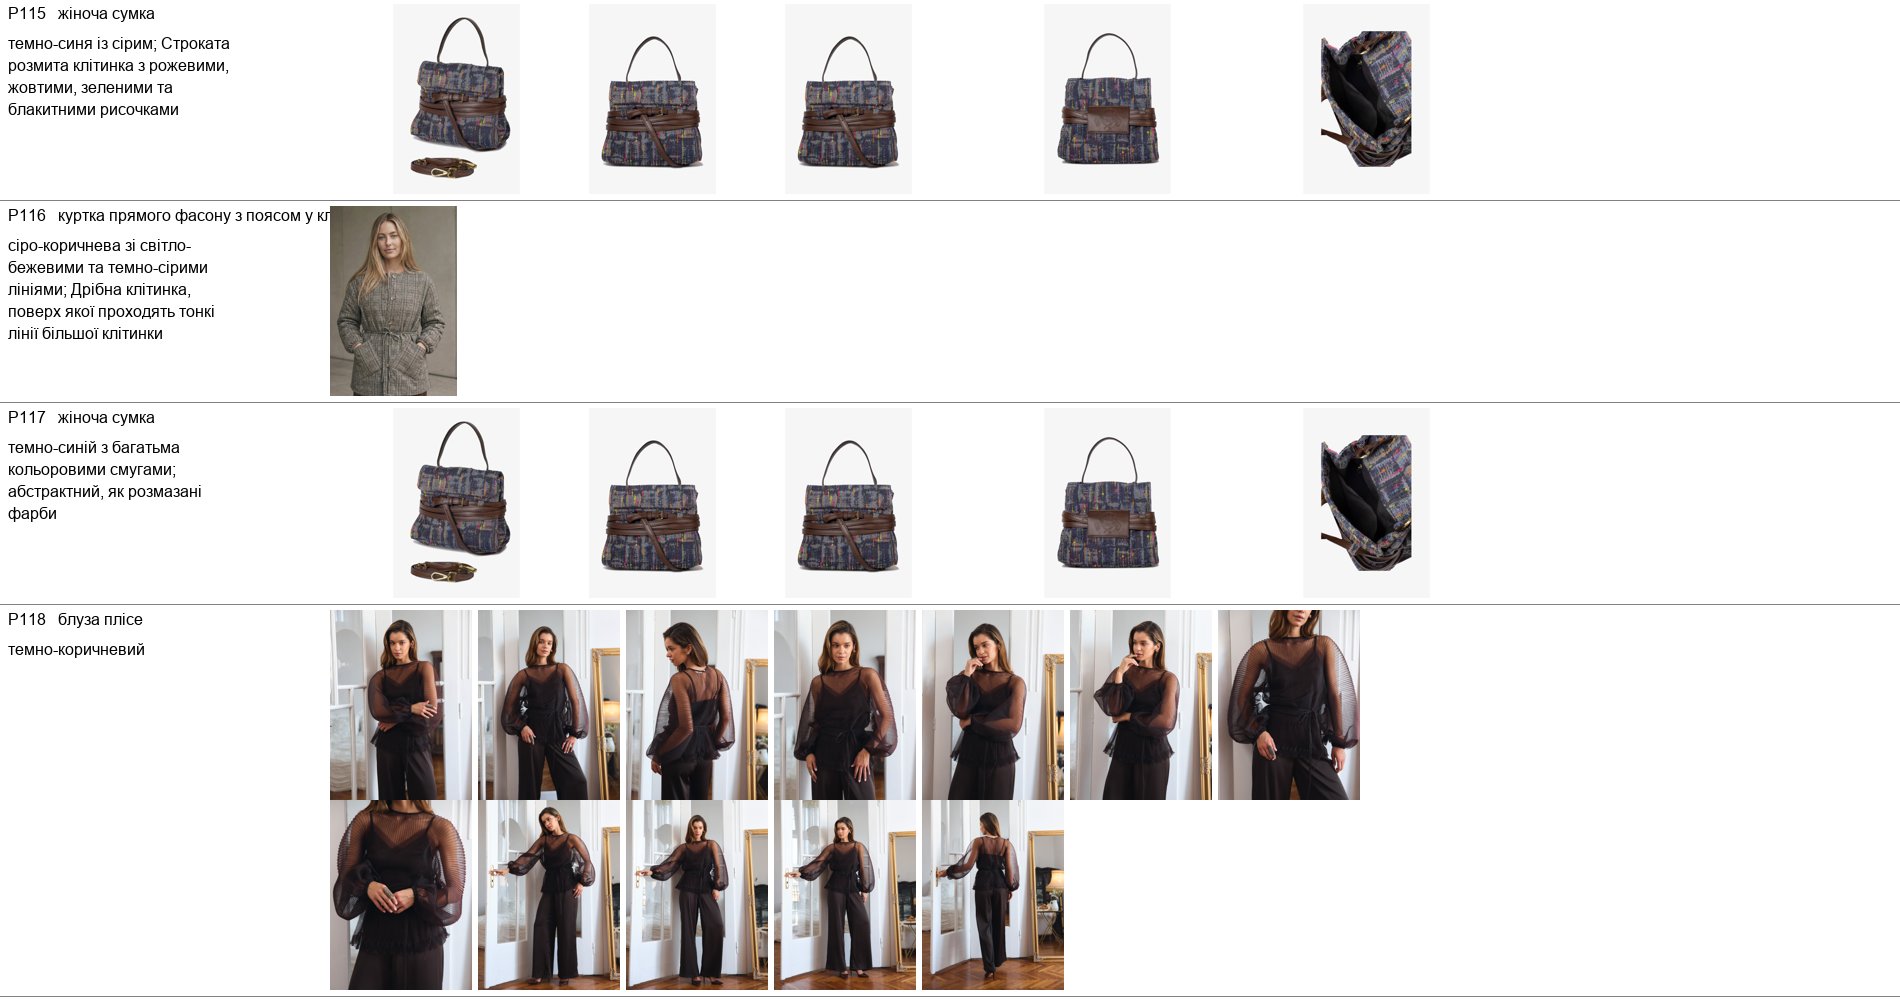 P115 жіноча сумка
темно-синя із сірим; Строката
розмита клітинка з рожевими,
жовтими, зеленими та
блакитними рисочками
P116 куртка прямого фасону з поясом у кл
сіро-коричнева зі світло-
бежевими та темно-сірими
лініями; Дрібна клітинка,
поверх якої проходять тонкі
лінії більшої клітинки
P117 жіноча сумка
темно-синій з багатьма
кольоровими смугами;
абстрактний, як розмазані
фарби
P118 блуза плісе
темно-коричневий